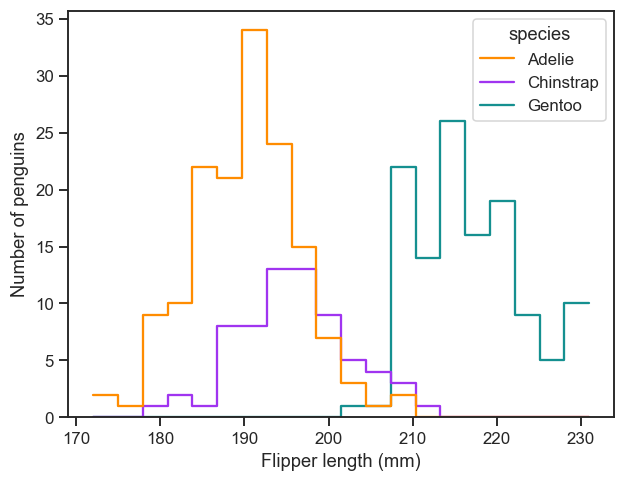 35
30
25
20
15
10
5
0
Number of penguins
species
Adelie
Chinstrap
Gentoo
170 180 190 200 210 220 230
Flipper length (mm)